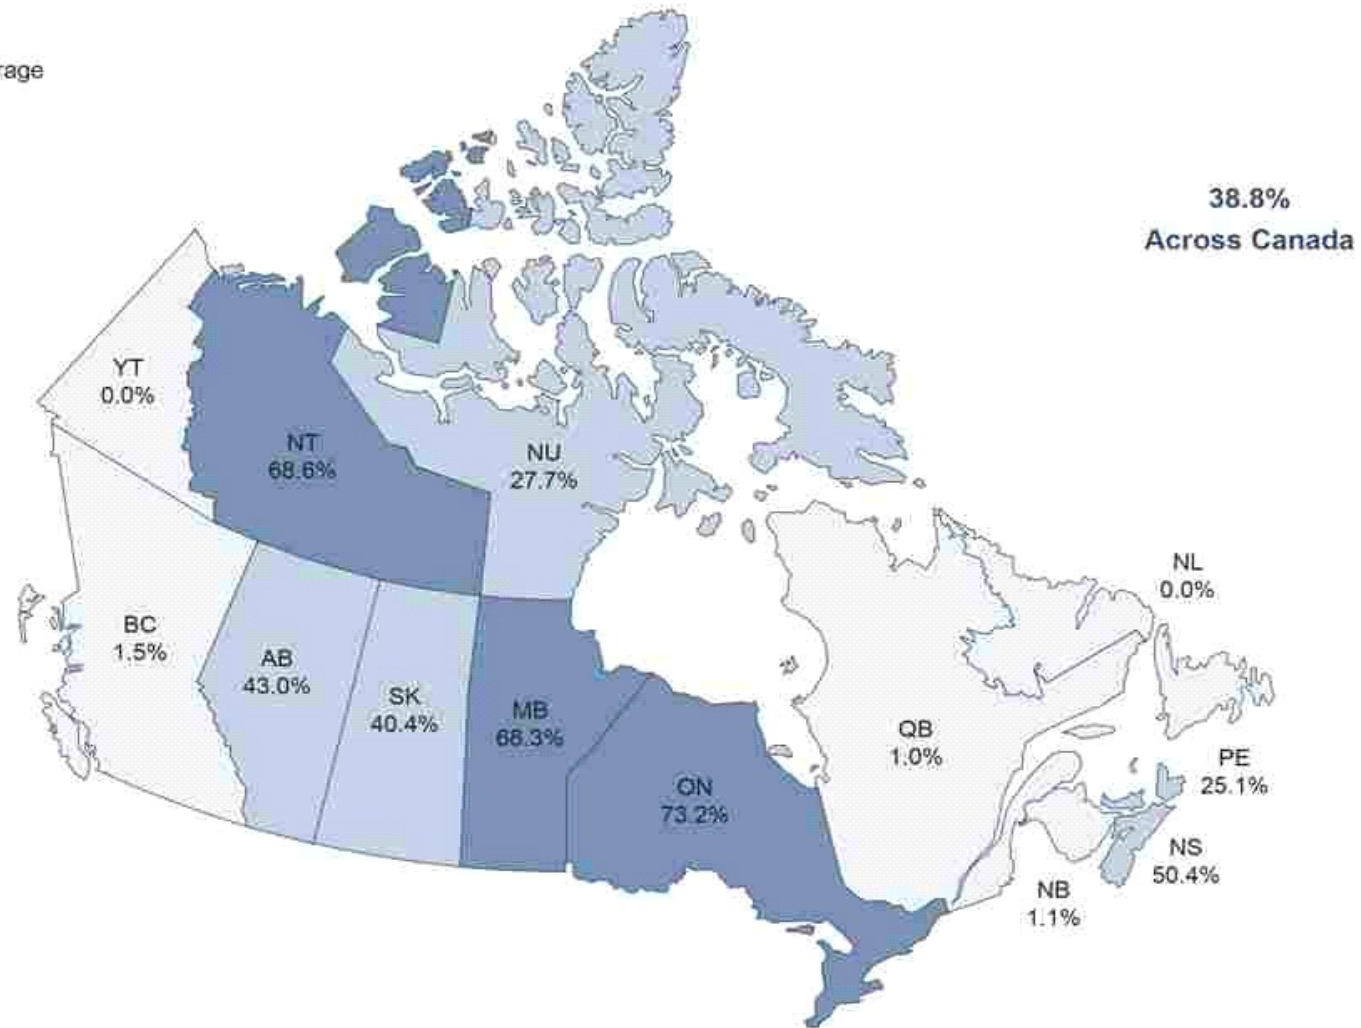 rage
38.8%
Across Canada
YT
0.0%
NT
68.6%
NU
27.7%
NL
0.0%
BC
1.5%
AB
43.0%
SK
40.4%
MB
68.3%
QB
1.0%
ON
73.2%
PE
25.1%
NS
50.4%
NB
1.1%